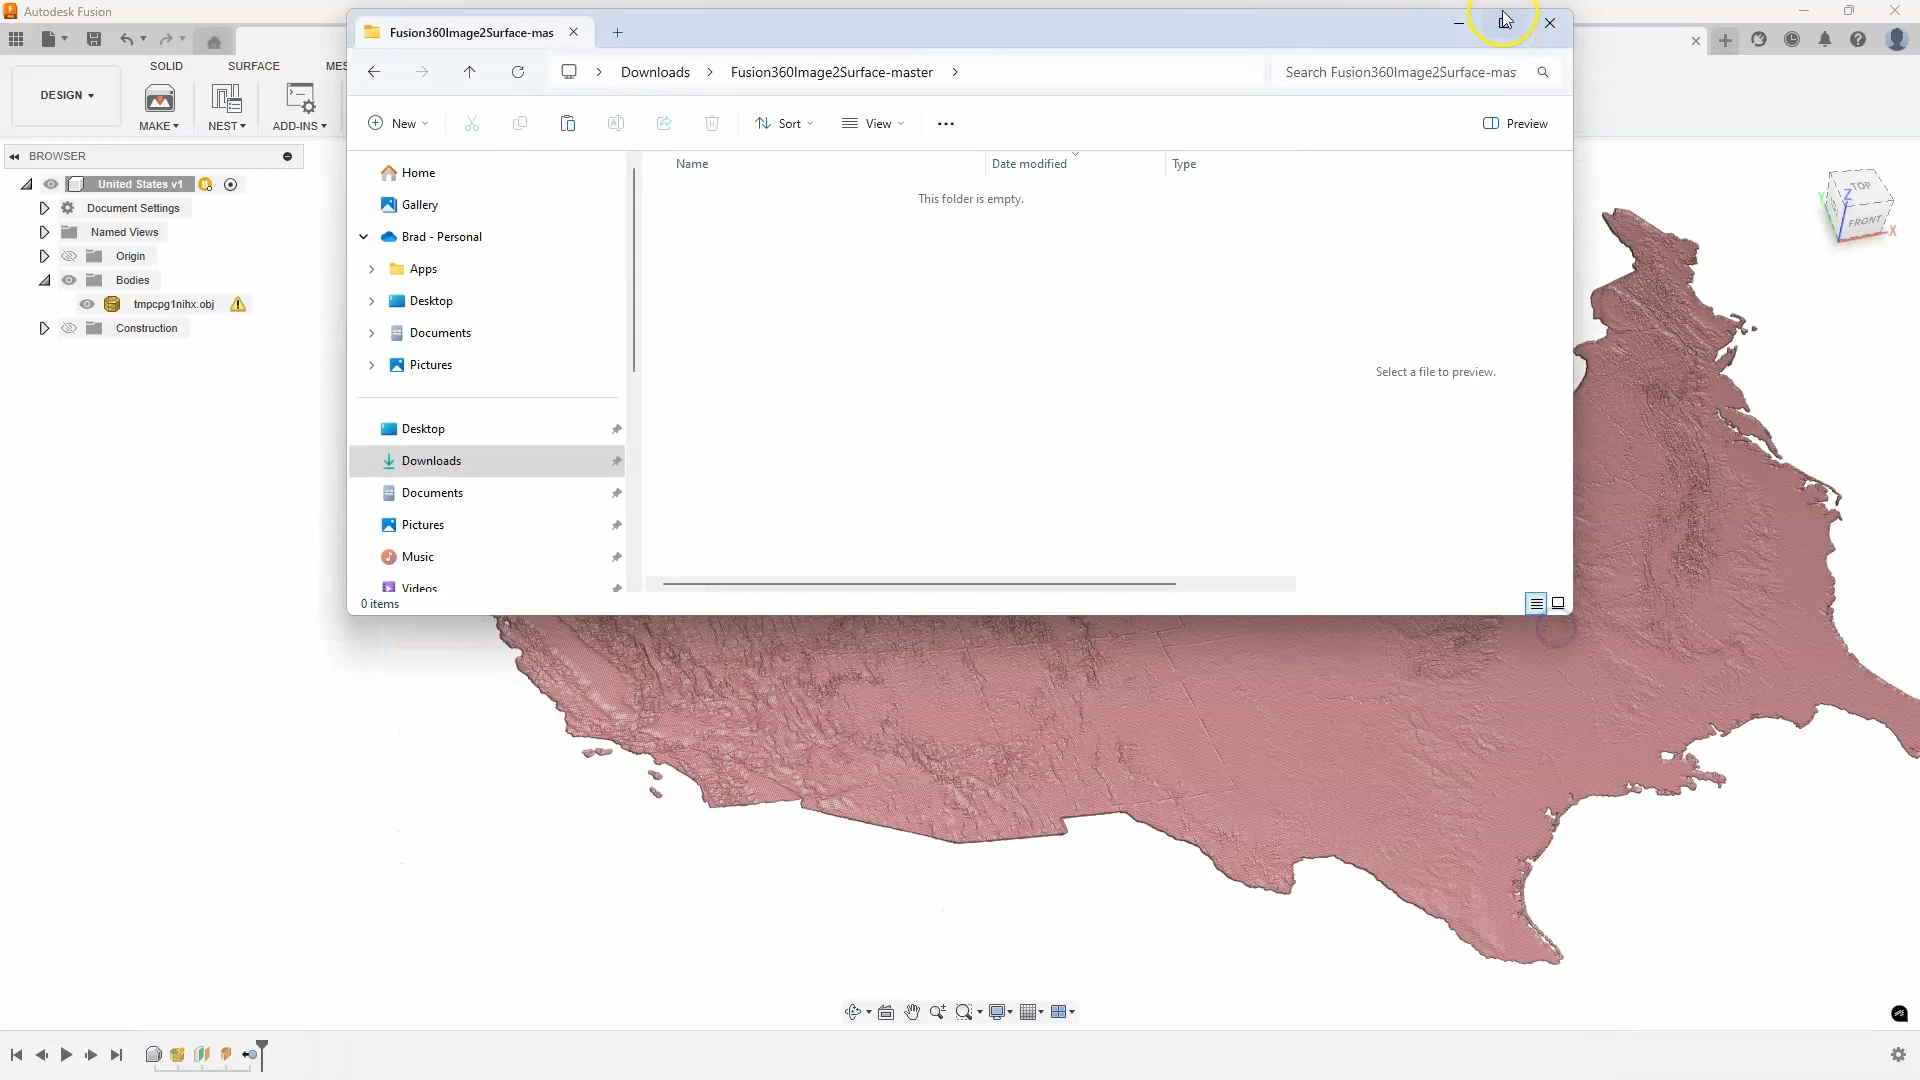 Autodesk Fusion
Fusion360Image2Surface-mas
Downloads
Fusion360Image2Surface-master
Search Fusion360Image2Surface-mas
SOLID
SURFACE
MES
DESIGN
MAKE
NEST
ADD-INS
New
Sort
View
Preview
BROWSER
United States v1
Document Settings
Named Views
Origin
Bodies
tmpcpg1nihx.obj
Construction
Home
Gallery
Brad - Personal
Apps
Desktop
Documents
Pictures
Desktop
Downloads
Documents
Pictures
Music
Videos
Name
Date modified
Type
This folder is empty.
Select a file to preview.
0 items
TOP
FRONT
Z
Y
X